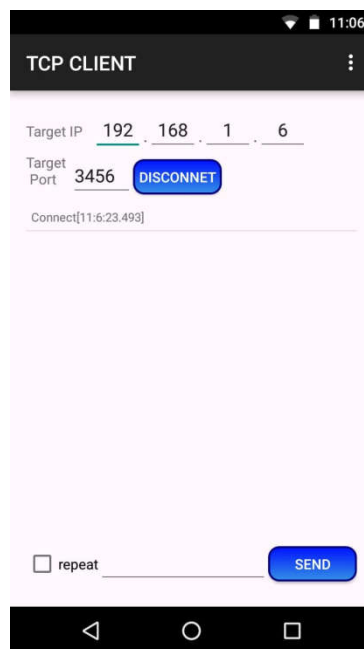 11:06
TCP CLIENT
Target IP 192 . 168 . 1 . 6
Target
Port 3456 DISCONNET
Connect[11:6:23.493]
repeat SEND